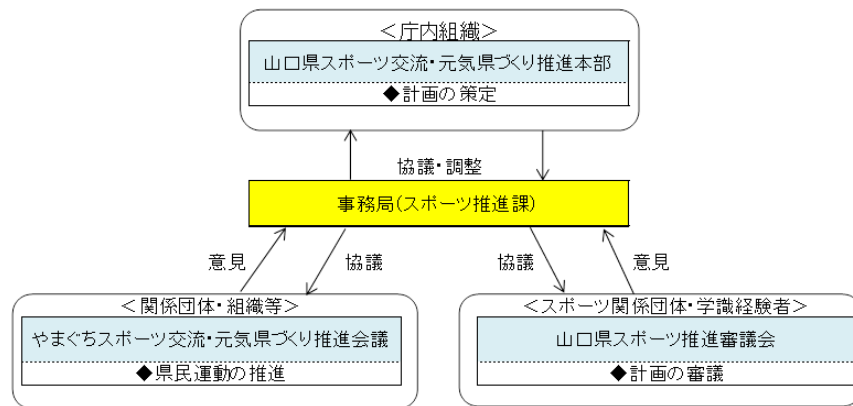 ＜庁内組織＞
山口県スポーツ交流・元気県づくり推進本部
◆計画の策定
協議・調整
事務局(スポーツ推進課)
意見
協議
協議
意見
＜関係団体・組織等＞
やまぐちスポーツ交流・元気県づくり推進会議
◆県民運動の推進
＜スポーツ関係団体・学識経験者＞
山口県スポーツ推進審議会
◆計画の審議